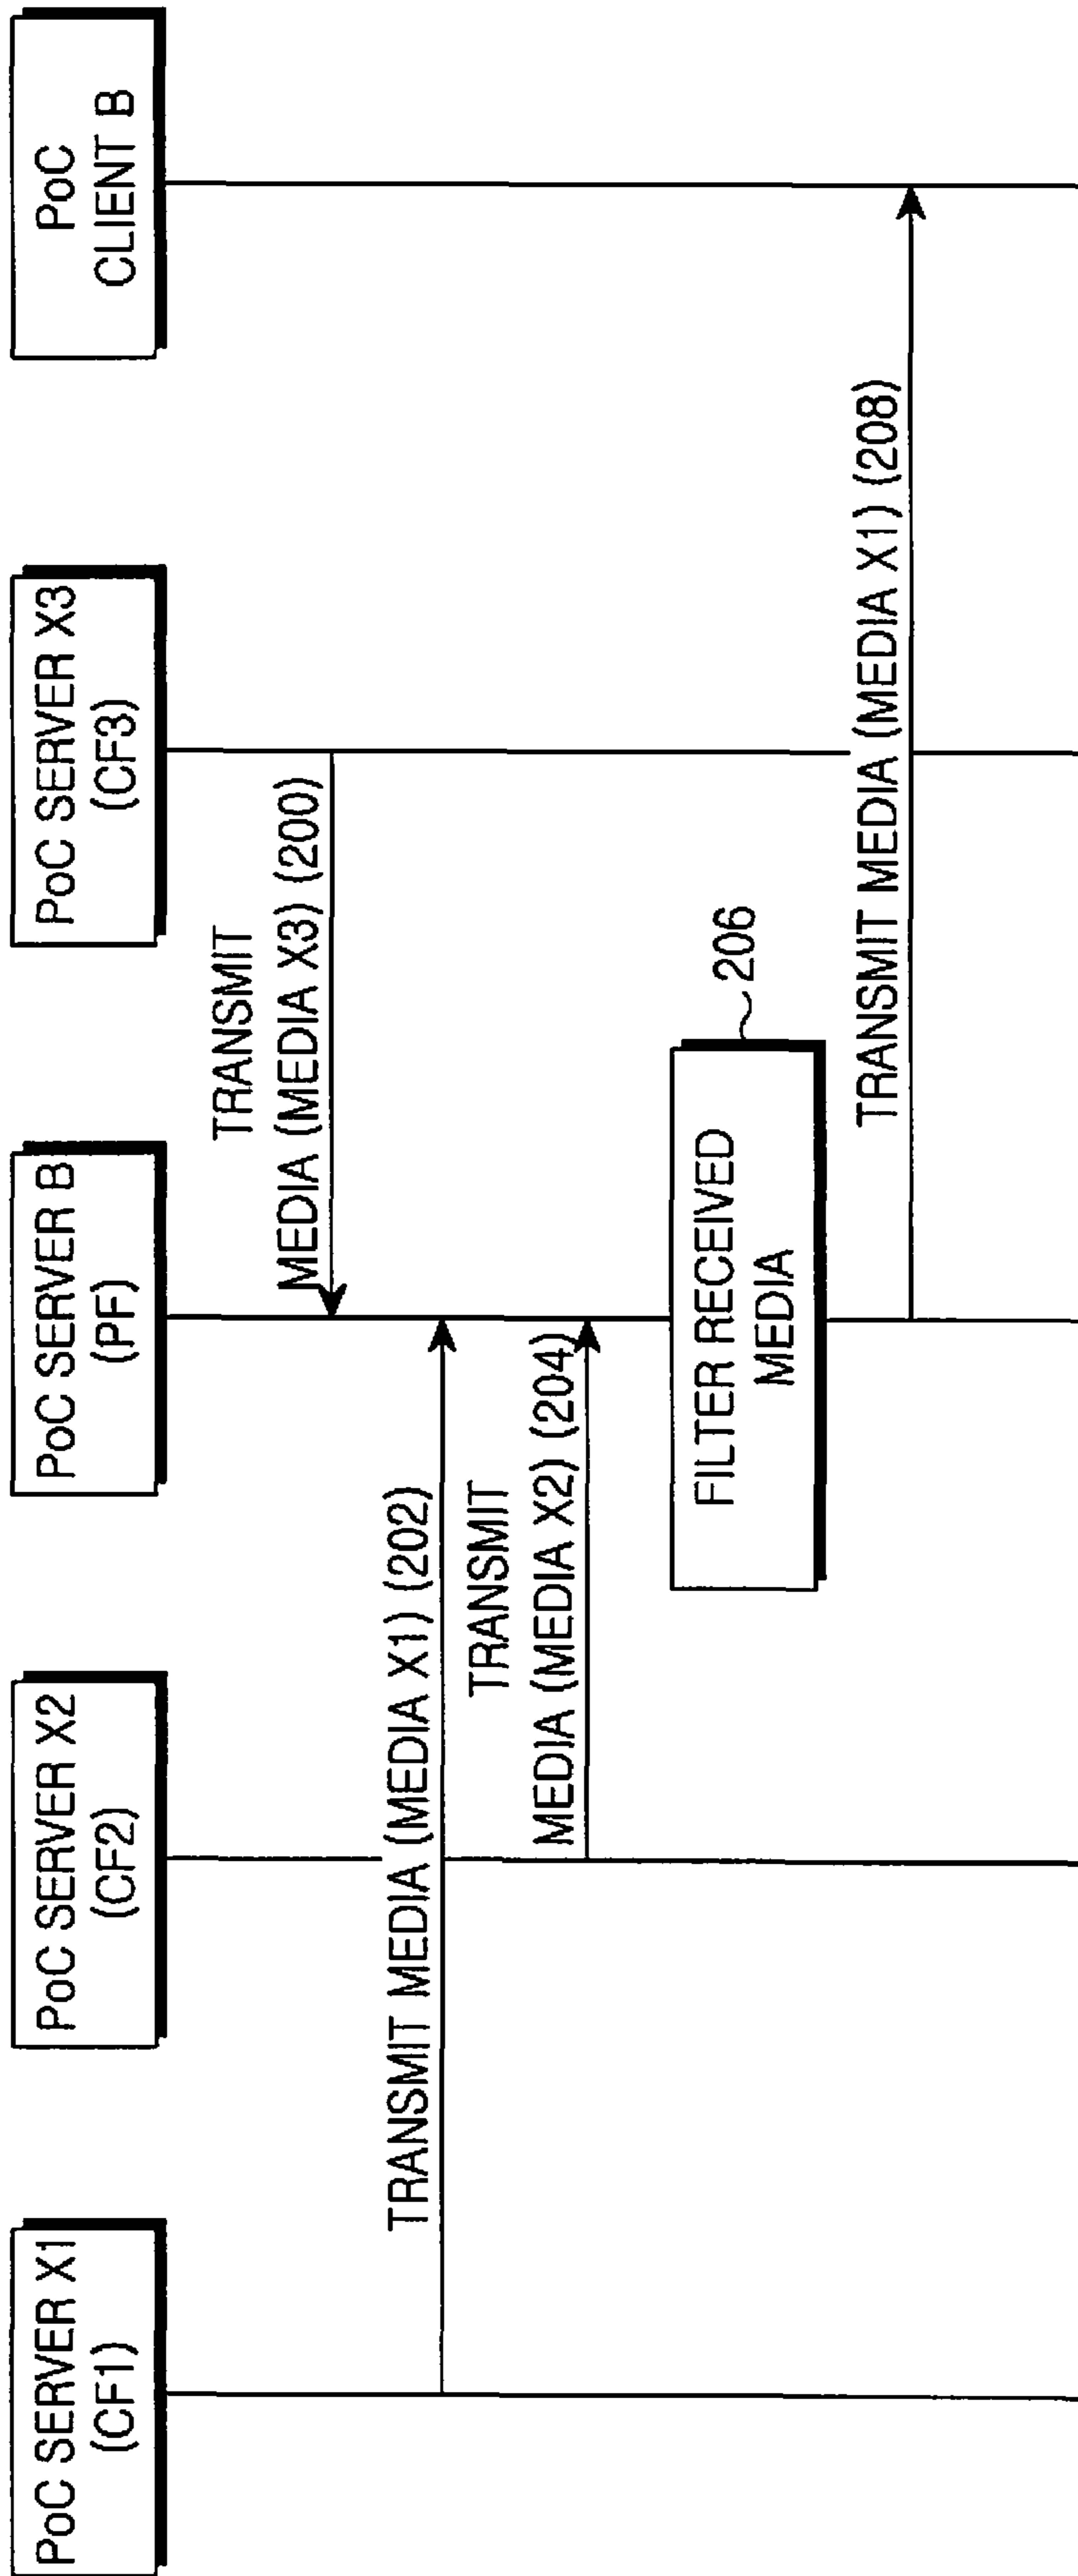 PoC SERVER X1
(CF1)
PoC SERVER X2
(CF2)
PoC SERVER B
(PF)
PoC SERVER X3
(CF3)
PoC
CLIENT B
TRANSMIT
MEDIA (MEDIA X3) (200)
TRANSMIT MEDIA (MEDIA X1) (202)
TRANSMIT
MEDIA (MEDIA X2) (204)
FILTER RECEIVED
MEDIA
206
TRANSMIT MEDIA (MEDIA X1) (208)